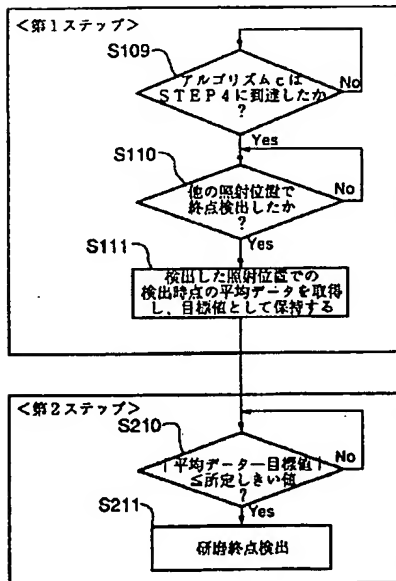 <第1ステップ>
S109
アルゴリズムcは
STEP4に到達したか
?
No
Yes
S110
他の照射位置で
終点検出したか
?
No
Yes
S111
検出した照射位置での
検出時点の平均データを取得
し、目標値として保持する
<第2ステップ>
S210
|平均データー目標値|
≦所定しきい値
?
No
Yes
S211
研磨終点検出